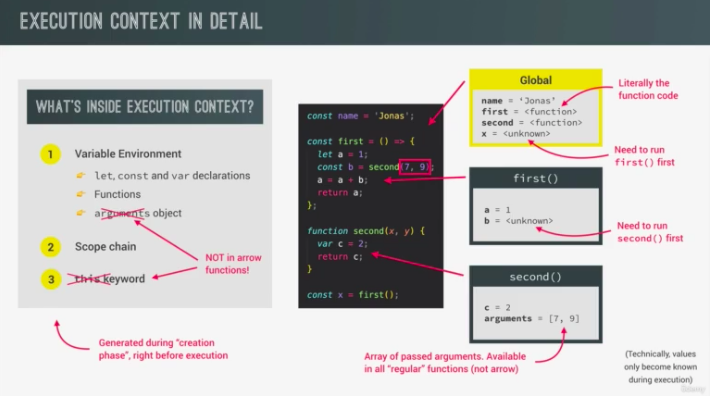 EXECUTION CONTEXT IN DETAIL
WHAT'S INSIDE EXECUTION CONTEXT?
1 Variable Environment
👉 let, const and var declarations
👉 Functions
👉 arguments object
2 Scope chain
3 this keyword
NOT in arrow
functions!
Generated during “creation
phase”, right before execution
const name = 'Jonas';
const first = () => {
let a = 1;
const b = second(7, 9);
a = a + b;
return a;
};
function second(x, y) {
var c = 2;
return c;
}
const x = first();
Global
name = ‘Jonas’
first = <function>
second = <function>
x = <unknown>
Literally the
function code
Need to run
first() first
first()
a = 1
b = <unknown>
Need to run
second() first
second()
c = 2
arguments = [7, 9]
Array of passed arguments. Available
in all “regular” functions (not arrow)
(Technically, values
only become known
during execution)